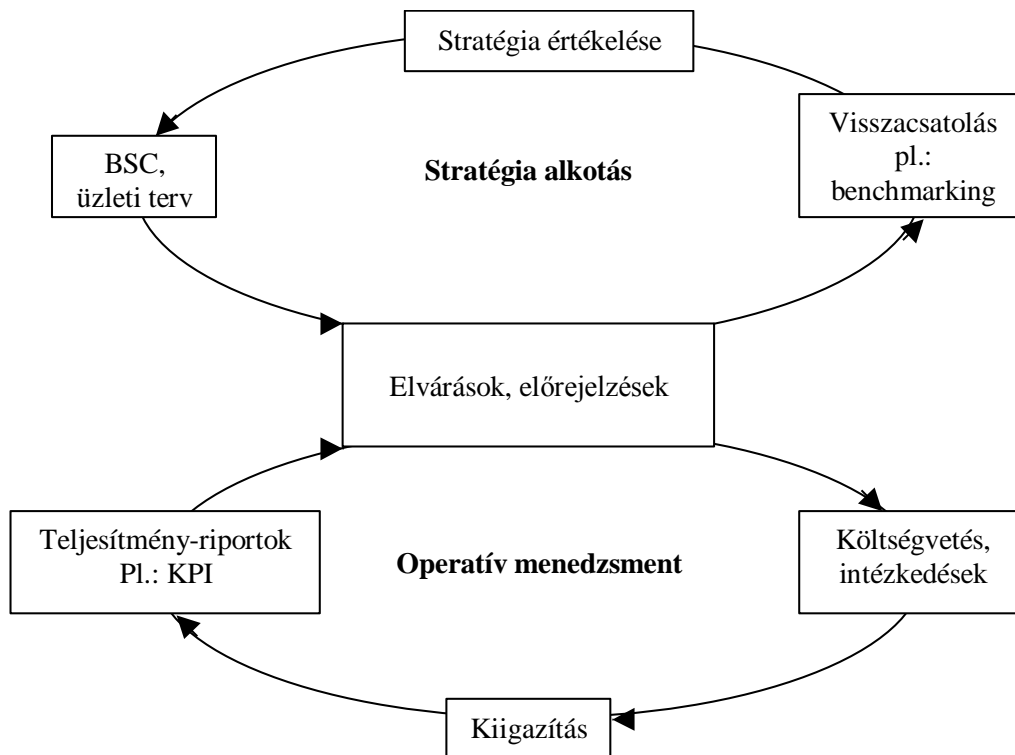 Stratégia értékelése
BSC,
üzleti terv
Stratégia alkotás
Visszacsatolás
pl.:
benchmarking
Elvárások, előrejelzések
Teljesítmény-riportok
Pl.: KPI
Operatív menedzsment
Költségvetés,
intézkedések
Kiigazítás